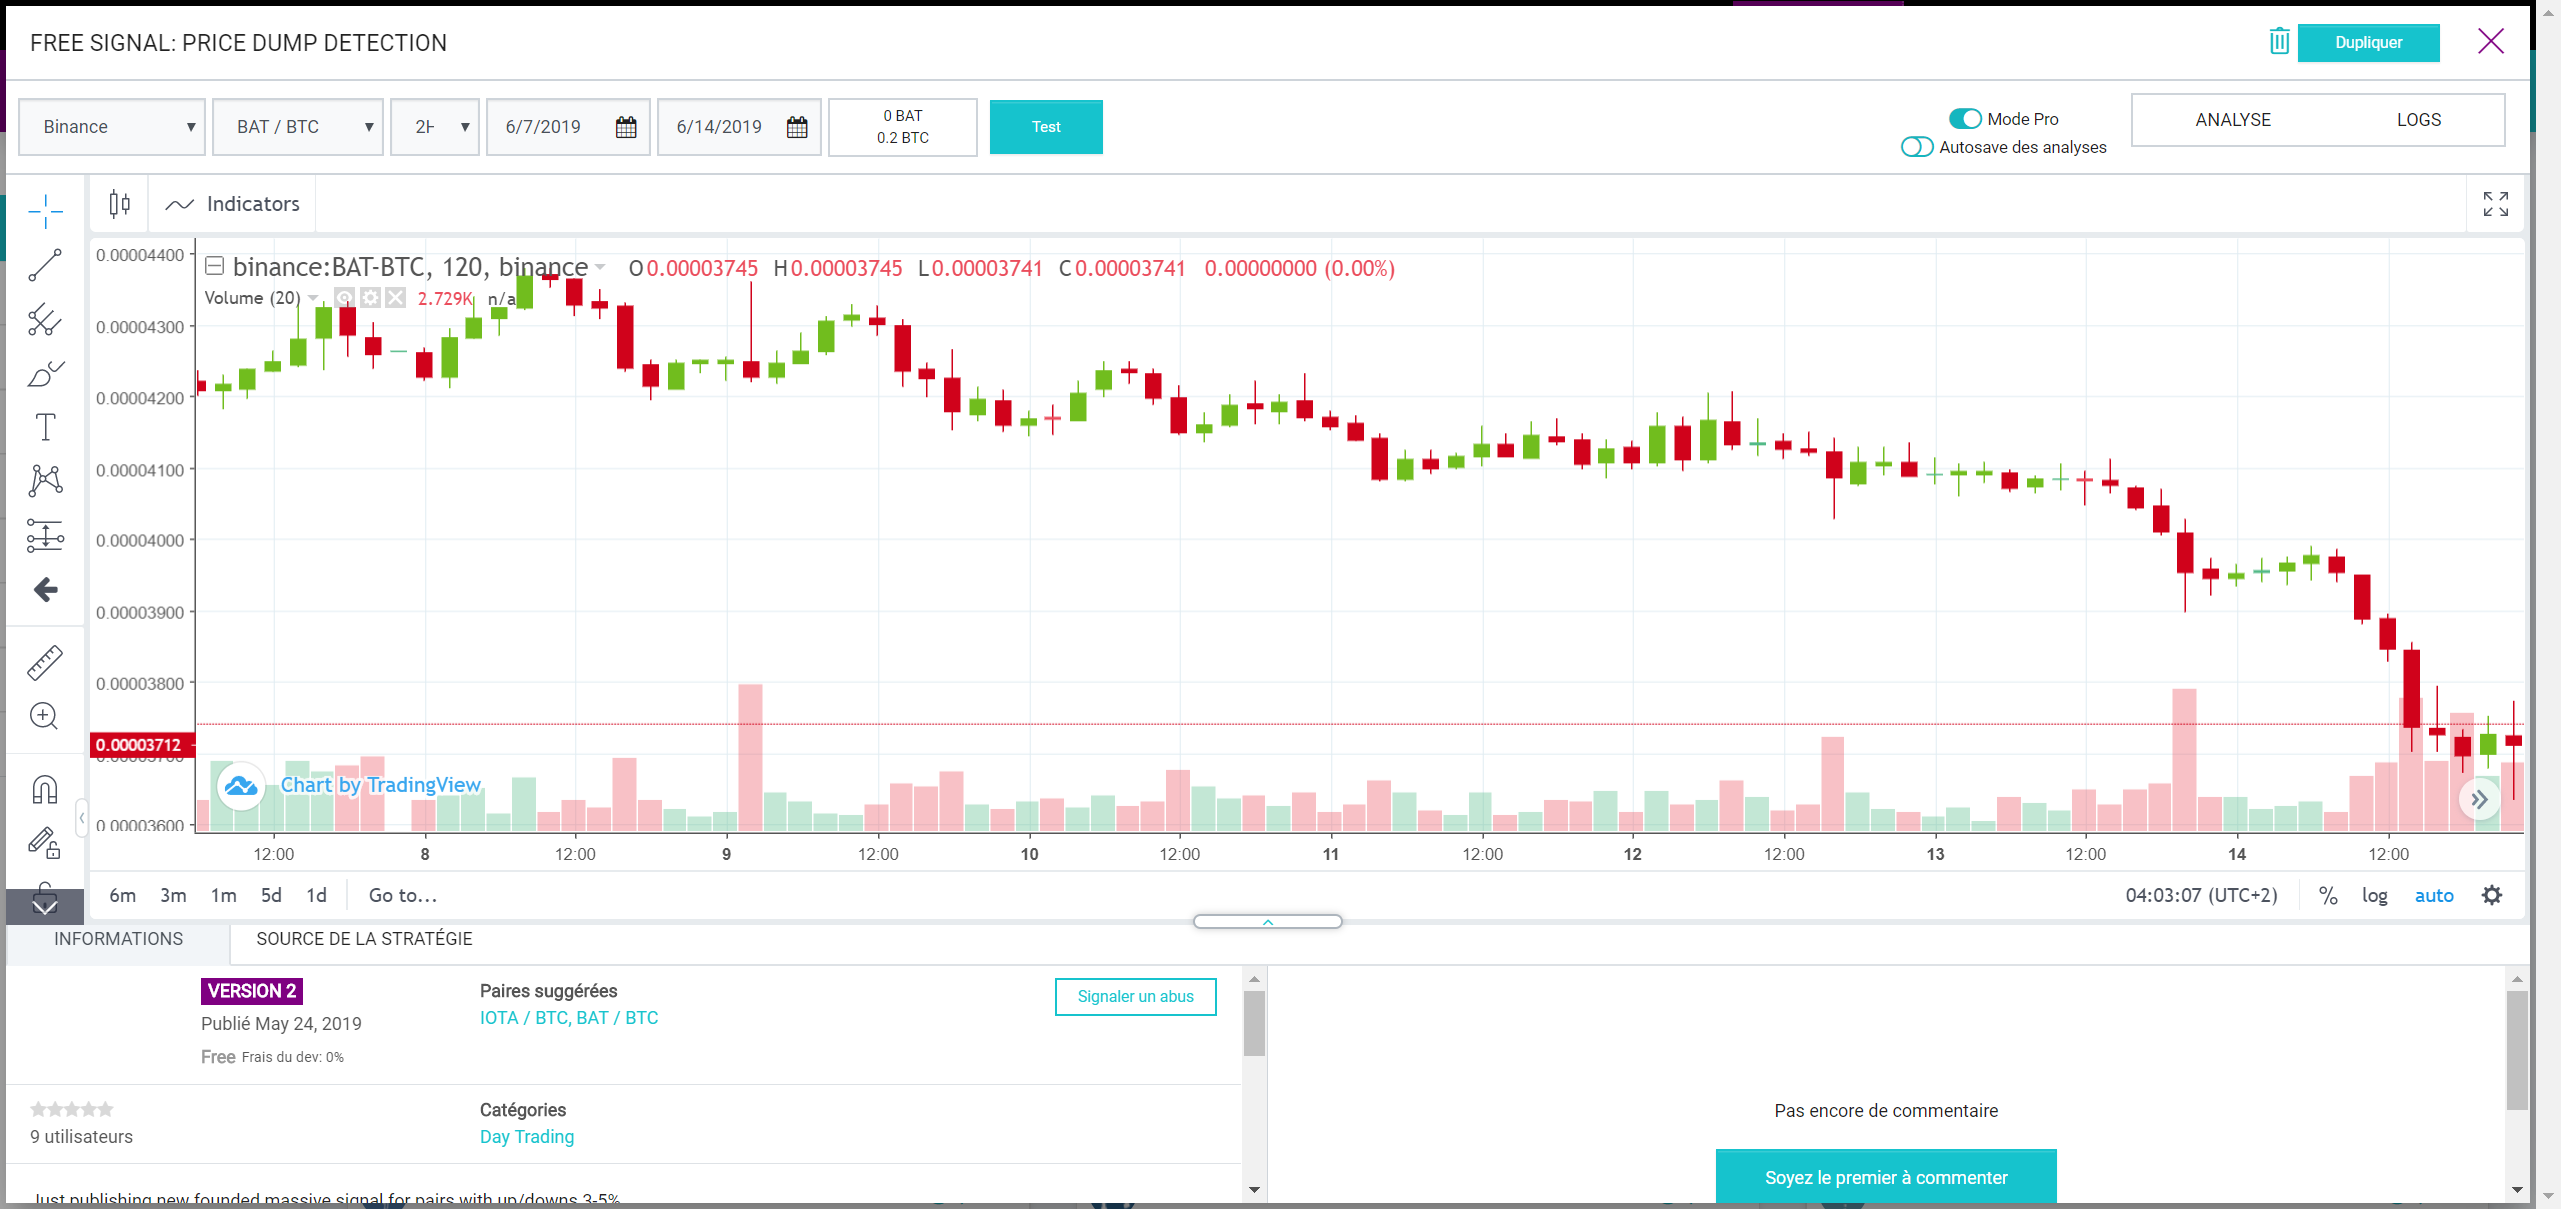 FREE SIGNAL: PRICE DUMP DETECTION
Dupliquer
Binance
BAT / BTC
2H
6/7/2019
6/14/2019
0 BAT
0.2 BTC
Test
Mode Pro
Autosave des analyses
ANALYSE
LOGS
Indicators
binance:BAT-BTC, 120, binance O 0.00003745 H 0.00003745 L 0.00003741 C 0.00003741 0.00000000 (0.00%)
Volume (20) 2.729K n/a
0.00004400
0.00004300
0.00004200
0.00004100
0.00004000
0.00003900
0.00003800
0.00003712
0.00003700
0.00003600
Chart by TradingView
12:00 8 12:00 9 12:00 10 12:00 11 12:00 12 12:00 13 12:00 14 12:00
6m 3m 1m 5d 1d Go to...
04:03:07 (UTC+2) % log auto
INFORMATIONS
SOURCE DE LA STRATÉGIE
VERSION 2
Publié May 24, 2019
Free Frais du dev: 0%
Paires suggérées
IOTA / BTC, BAT / BTC
Signaler un abus
9 utilisateurs
Catégories
Day Trading
Just publishing new founded massive signal for pairs with up/downs 3-5%
Pas encore de commentaire
Soyez le premier à commenter